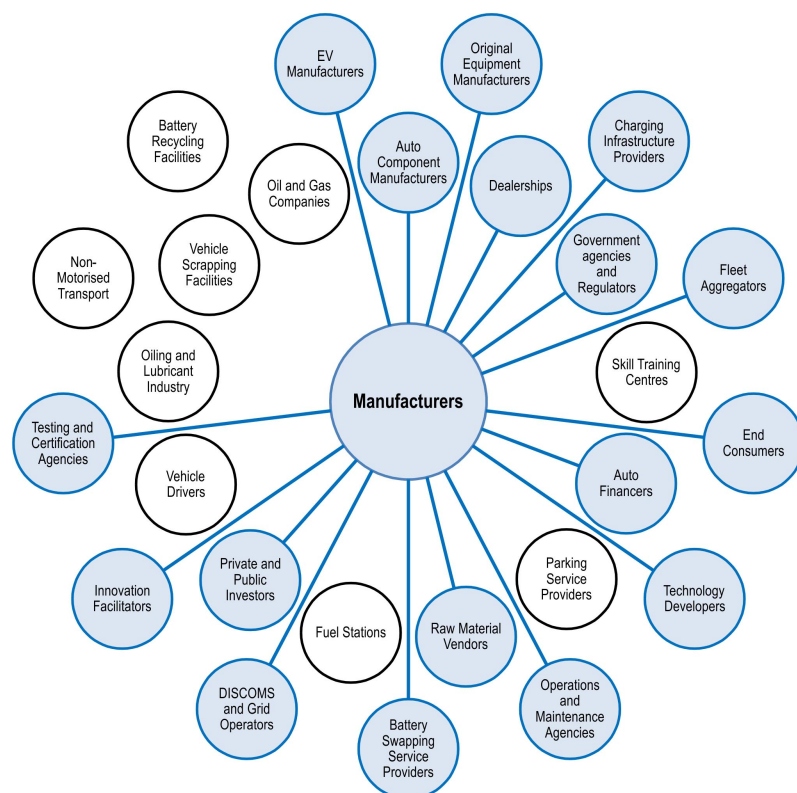 EV
Manufacturers
Original
Equipment
Manufacturers
Battery
Recycling
Facilities
Auto
Component
Manufacturers
Charging
Infrastructure
Providers
Oil and Gas
Companies
Dealerships
Non-
Motorised
Transport
Vehicle
Scrapping
Facilities
Government
agencies
and
Regulators
Fleet
Aggregators
Oiling and
Lubricant
Industry
Manufacturers
Skill Training
Centres
Testing and
Certification
Agencies
End
Consumers
Vehicle
Drivers
Auto
Financers
Innovation
Facilitators
Private and
Public
Investors
Parking
Service
Providers
Technology
Developers
Fuel Stations
Raw Material
Vendors
DISCOMS
and Grid
Operators
Battery
Swapping
Service
Providers
Operations
and
Maintenance
Agencies